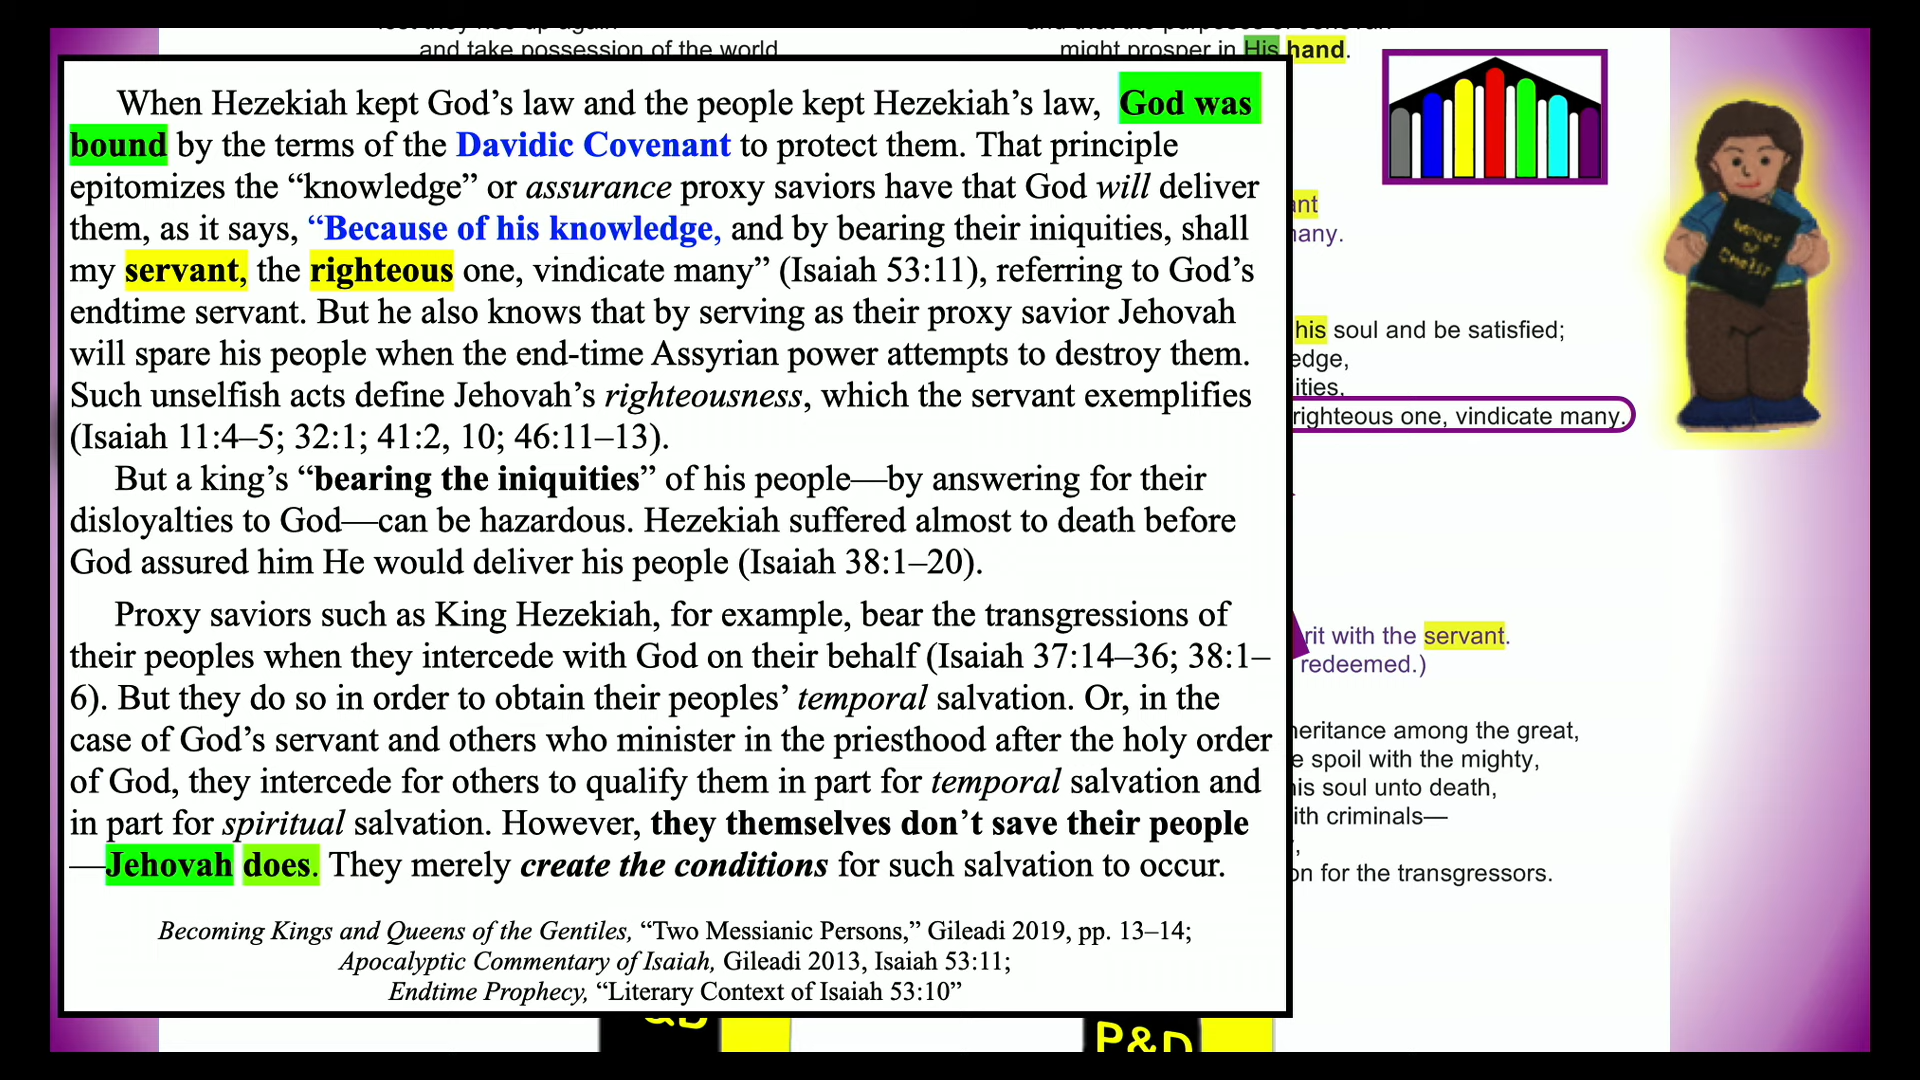 and take possession of the world
might prosper in His hand.
When Hezekiah kept God’s law and the people kept Hezekiah’s law, God was
bound by the terms of the Davidic Covenant to protect them. That principle
epitomizes the “knowledge” or assurance proxy saviors have that God will deliver
them, as it says, “Because of his knowledge, and by bearing their iniquities, shall
my servant, the righteous one, vindicate many” (Isaiah 53:11), referring to God’s
endtime servant. But he also knows that by serving as their proxy savior Jehovah
will spare his people when the end-time Assyrian power attempts to destroy them.
Such unselfish acts define Jehovah’s righteousness, which the servant exemplifies
(Isaiah 11:4–5; 32:1; 41:2, 10; 46:11–13).
But a king’s “bearing the iniquities” of his people—by answering for their
disloyalties to God—can be hazardous. Hezekiah suffered almost to death before
God assured him He would deliver his people (Isaiah 38:1–20).
Proxy saviors such as King Hezekiah, for example, bear the transgressions of
their peoples when they intercede with God on their behalf (Isaiah 37:14–36; 38:1–
6). But they do so in order to obtain their peoples’ temporal salvation. Or, in the
case of God’s servant and others who minister in the priesthood after the holy order
of God, they intercede for others to qualify them in part for temporal salvation and
in part for spiritual salvation. However, they themselves don’t save their people
—Jehovah does. They merely create the conditions for such salvation to occur.
Becoming Kings and Queens of the Gentiles, “Two Messianic Persons,” Gileadi 2019, pp. 13–14;
Apocalyptic Commentary of Isaiah, Gileadi 2013, Isaiah 53:11;
Endtime Prophecy, “Literary Context of Isaiah 53:10”
his soul and be satisfied;
righteous one, vindicate many.
with the servant.
redeemed.)
among the great,
spoil with the mighty,
soul unto death,
criminals—
for the transgressors.
WORDS
OF
CHRIST
P&D